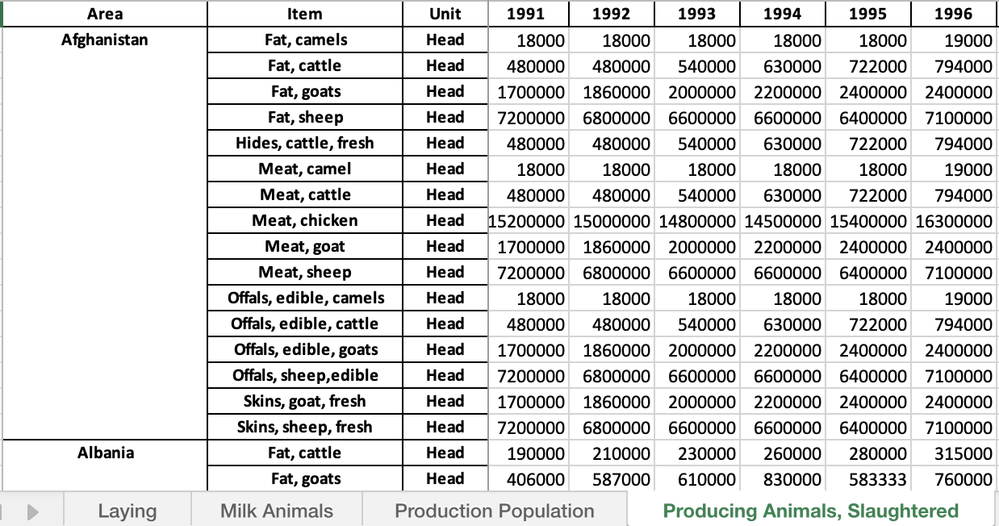 Area Item Unit 1991 1992 1993 1994 1995 1996
Afghanistan Fat, camels Head 18000 18000 18000 18000 18000 19000
Fat, cattle Head 480000 480000 540000 630000 722000 794000
Fat, goats Head 1700000 1860000 2000000 2200000 2400000 2400000
Fat, sheep Head 7200000 6800000 6600000 6600000 6400000 7100000
Hides, cattle, fresh Head 480000 480000 540000 630000 722000 794000
Meat, camel Head 18000 18000 18000 18000 18000 19000
Meat, cattle Head 480000 480000 540000 630000 722000 794000
Meat, chicken Head 15200000 15000000 14800000 14500000 15400000 16300000
Meat, goat Head 1700000 1860000 2000000 2200000 2400000 2400000
Meat, sheep Head 7200000 6800000 6600000 6600000 6400000 7100000
Offals, edible, camels Head 18000 18000 18000 18000 18000 19000
Offals, edible, cattle Head 480000 480000 540000 630000 722000 794000
Offals, edible, goats Head 1700000 1860000 2000000 2200000 2400000 2400000
Offals, sheep,edible Head 7200000 6800000 6600000 6600000 6400000 7100000
Skins, goat, fresh Head 1700000 1860000 2000000 2200000 2400000 2400000
Skins, sheep, fresh Head 7200000 6800000 6600000 6600000 6400000 7100000
Albania Fat, cattle Head 190000 210000 230000 260000 280000 315000
Fat, goats Head 406000 587000 610000 830000 583333 760000
Laying Milk Animals Production Population Producing Animals, Slaughtered